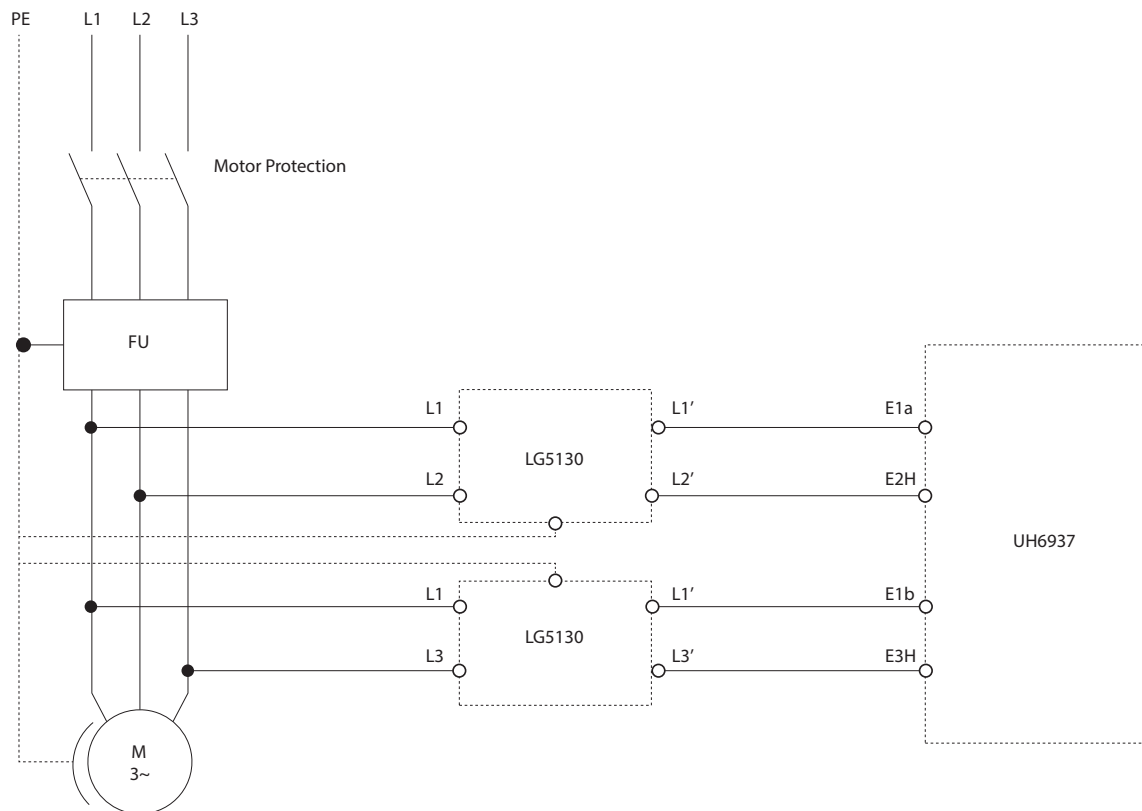 PE L1 L2 L3
Motor Protection
FU
L1 L1’ E1a
LG5130
L2 L2’ E2H
UH6937
L1 L1’ E1b
LG5130
L3 L3’ E3H
M
3~